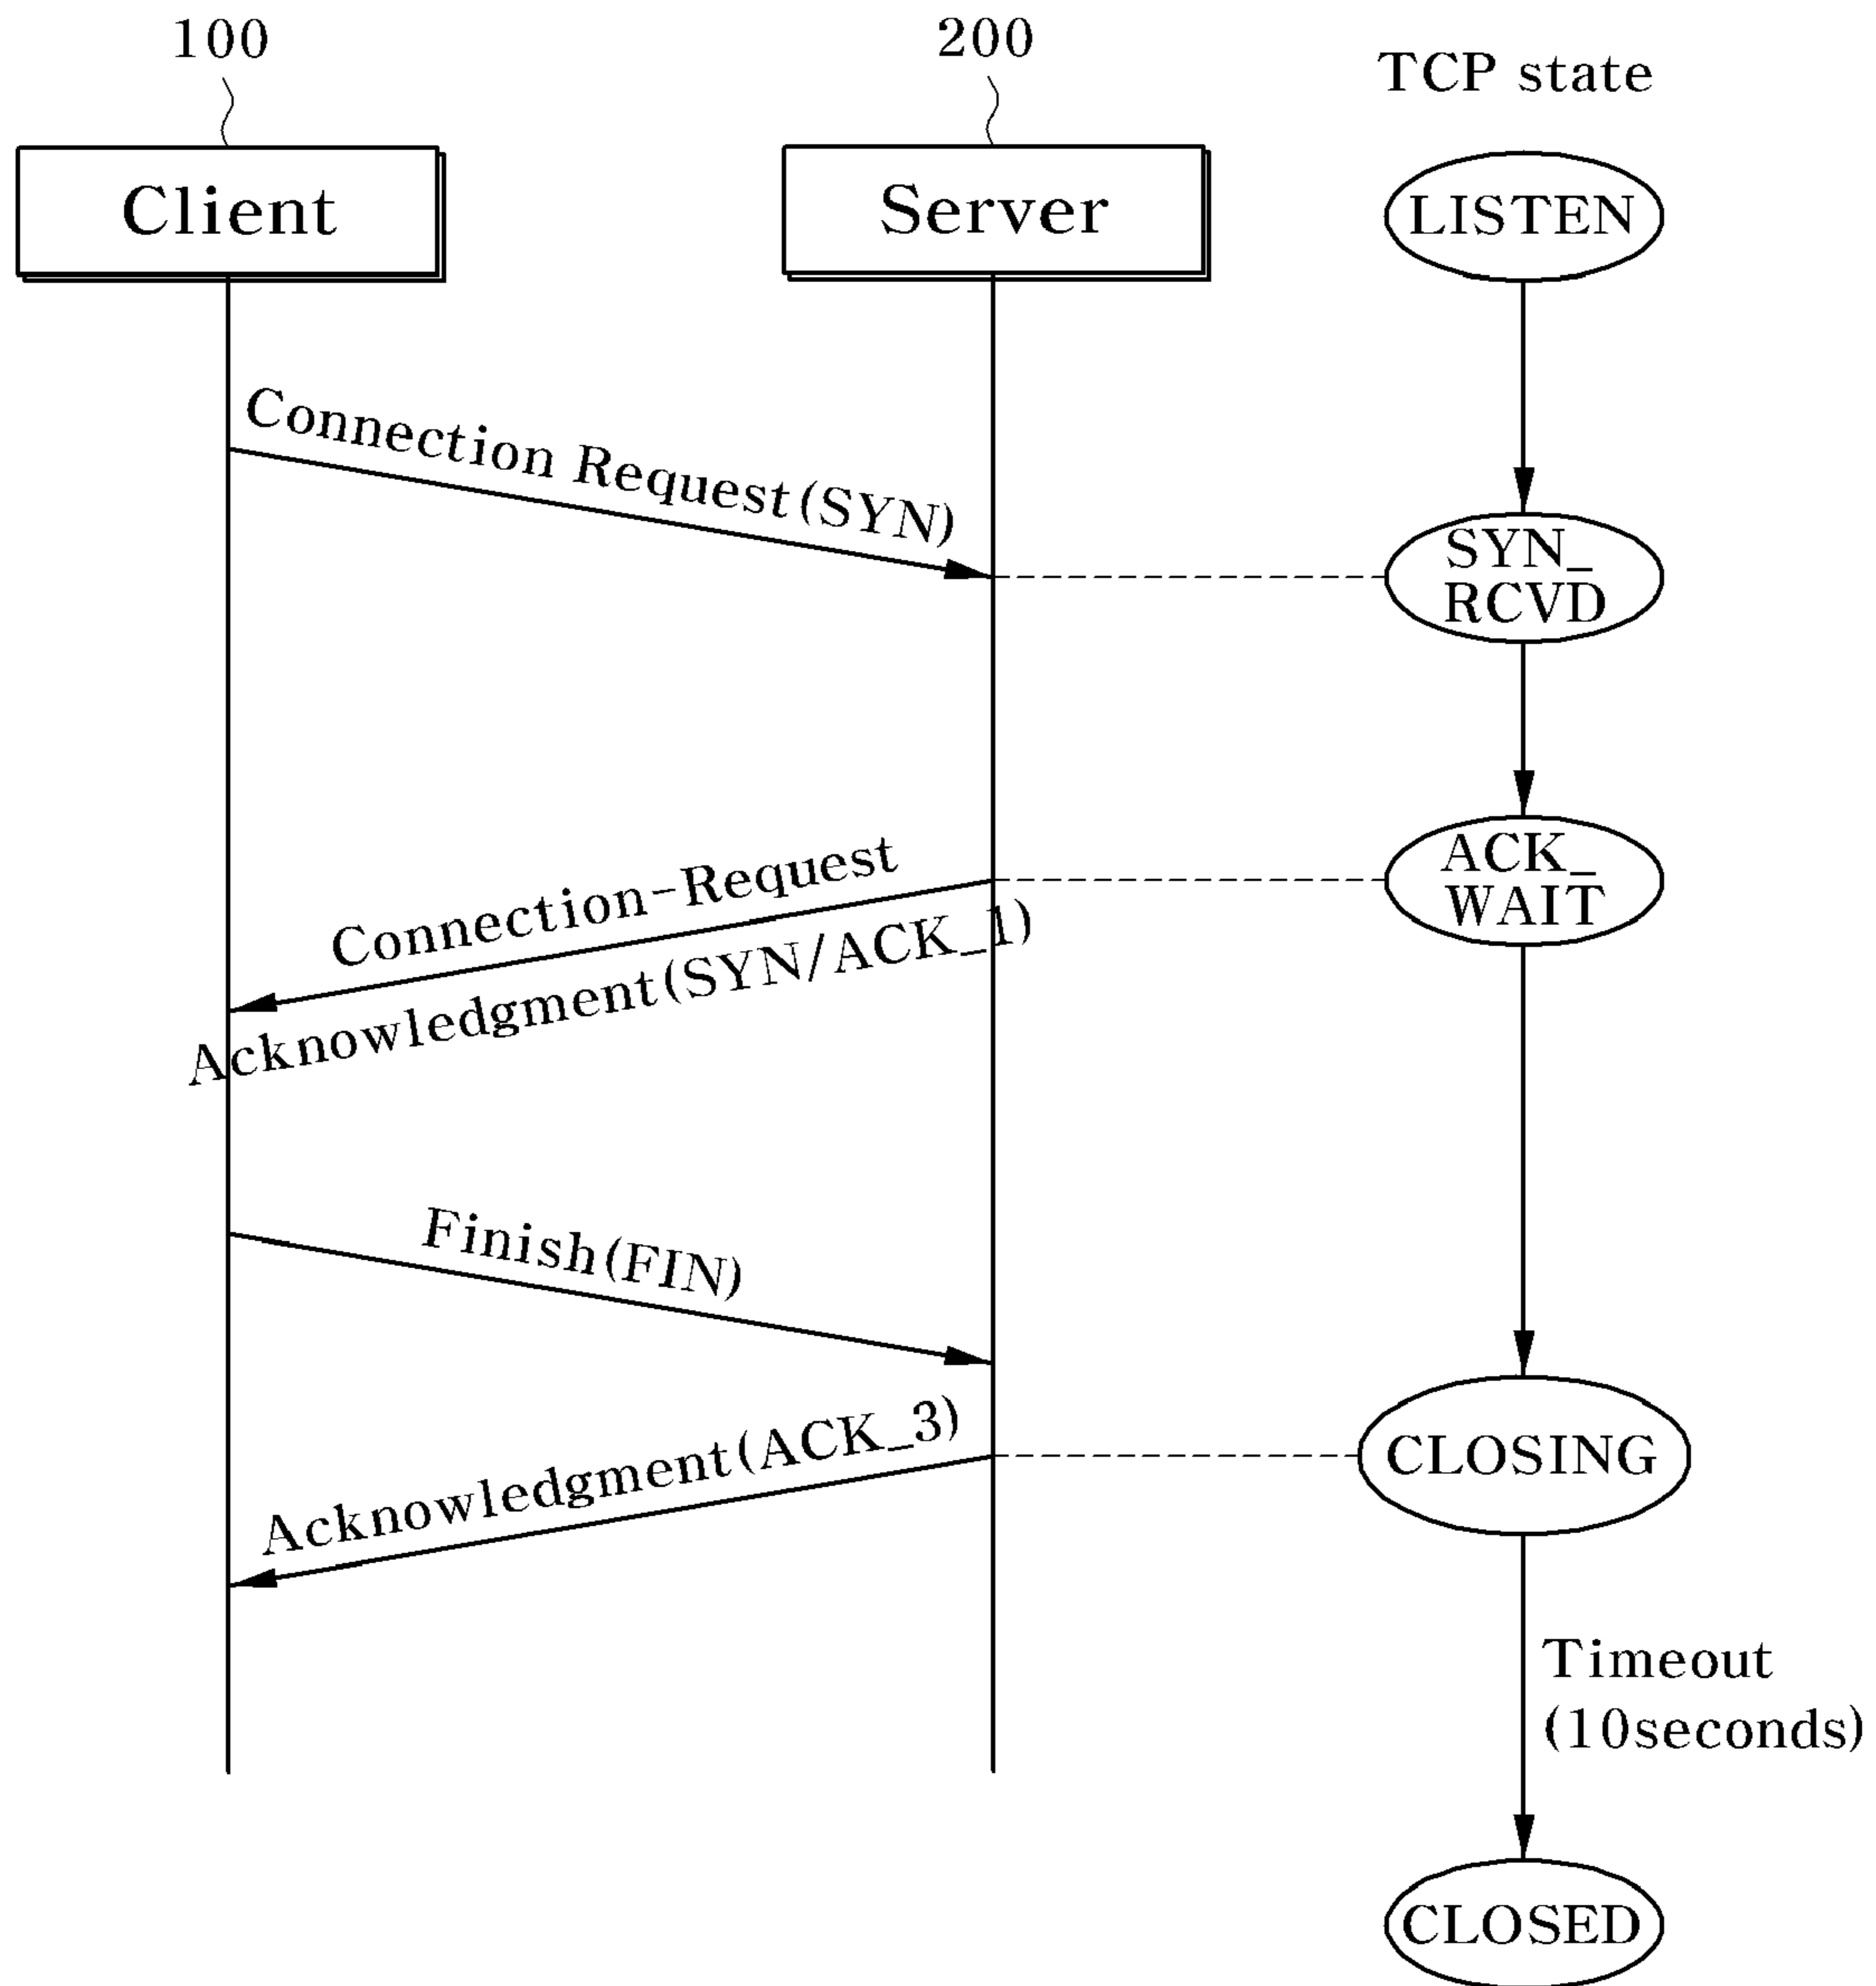 100
200
TCP state
Client
Server
LISTEN
Connection Request(SYN)
SYN_
RCVD
Connection-Request
Acknowledgment(SYN/ACK_1)
ACK_
WAIT
Finish(FIN)
Acknowledgment(ACK_3)
CLOSING
Timeout
(10seconds)
CLOSED